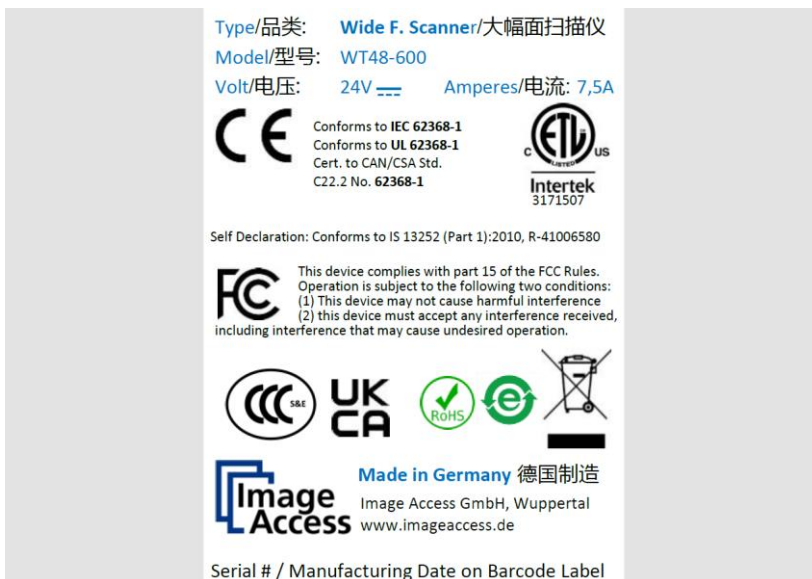 Type/品类: Wide F. Scanner/大幅面扫描仪
Model/型号: WT48-600
Volt/电压: 24V Amperes/电流: 7,5A
CE
Conforms to IEC 62368-1
Conforms to UL 62368-1
Cert. to CAN/CSA Std.
C22.2 No. 62368-1
C ETL US
LISTED
Intertek
3171507
Self Declaration: Conforms to IS 13252 (Part 1):2010, R-41006580
FC
This device complies with part 15 of the FCC Rules.
Operation is subject to the following two conditions:
(1) This device may not cause harmful interference
(2) this device must accept any interference received,
including interference that may cause undesired operation.
CCC S&E
UK
CA
RoHS
e
Image
Access
Made in Germany 德国制造
Image Access GmbH, Wuppertal
www.imageaccess.de
Serial # / Manufacturing Date on Barcode Label